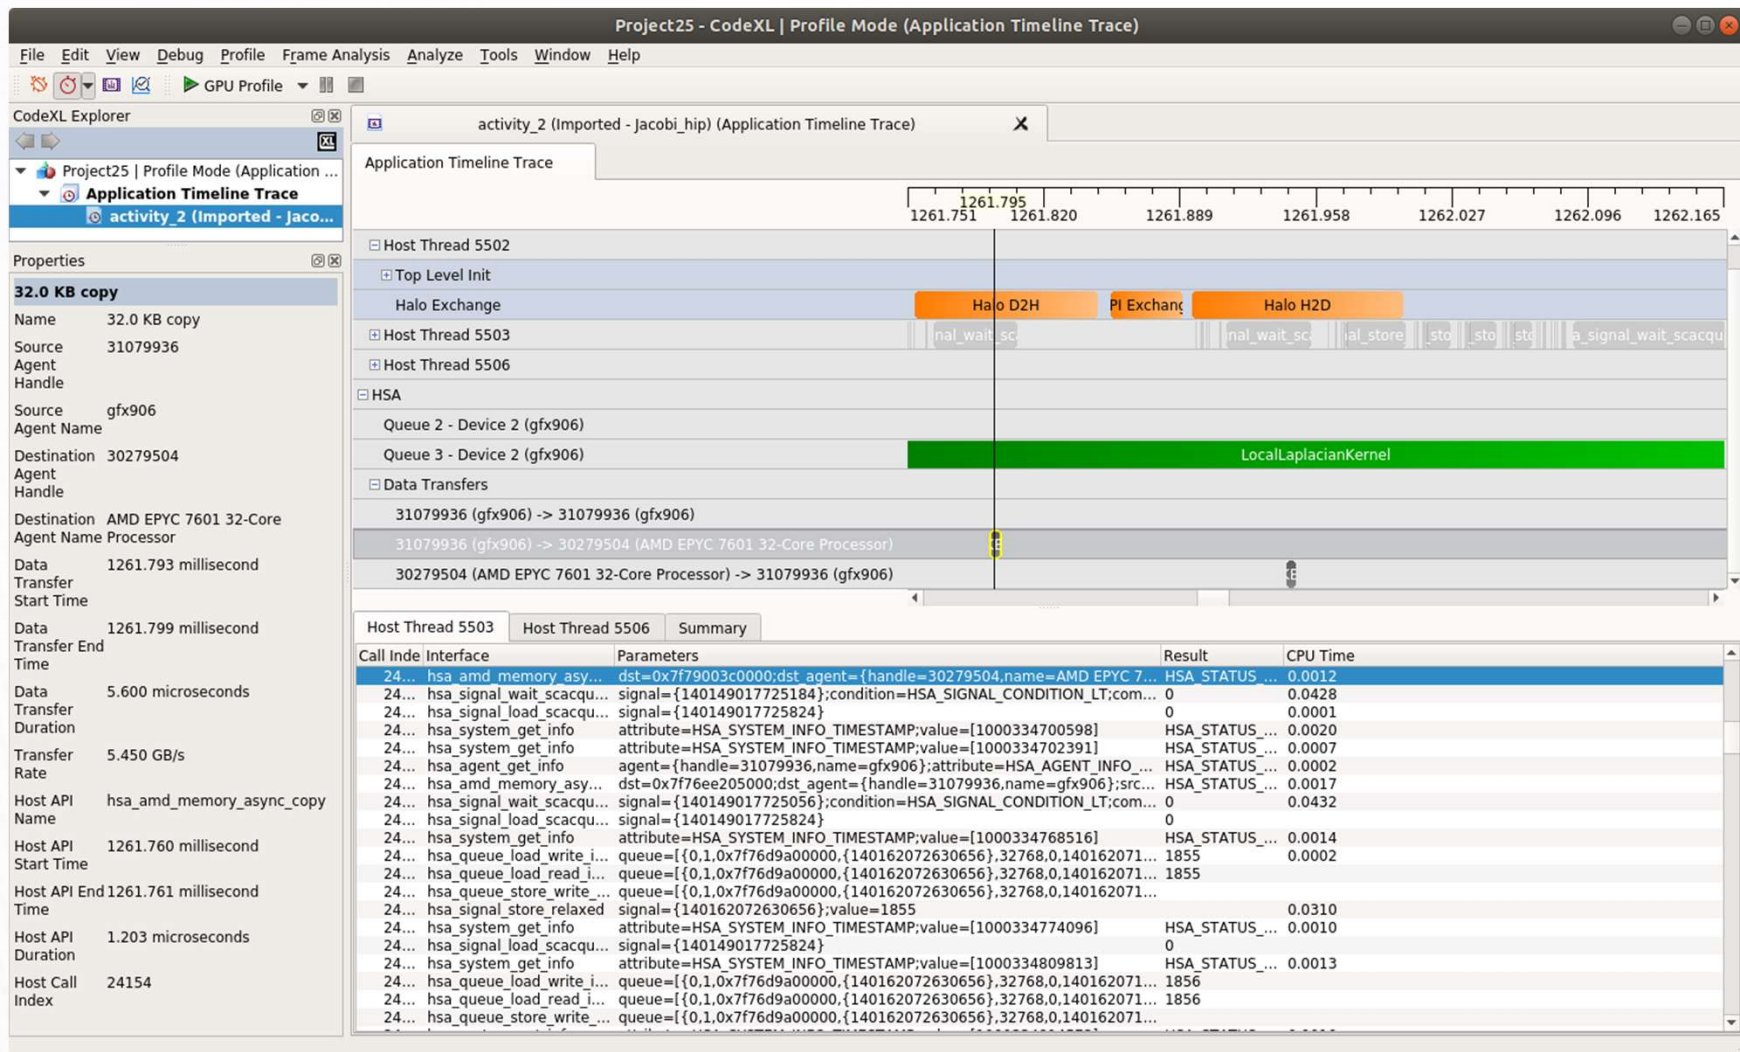 Project25 - CodeXL | Profile Mode (Application Timeline Trace)
File Edit View Debug Profile Frame Analysis Analyze Tools Window Help
GPU Profile
CodeXL Explorer
Project25 | Profile Mode (Application ...
Application Timeline Trace
activity_2 (Imported - Jaco...
Properties
32.0 KB copy
Name 32.0 KB copy
Source Agent Handle 31079936
Source Agent Name gfx906
Destination Agent Handle 30279504
Destination Agent Name AMD EPYC 7601 32-Core Processor
Data Transfer Start Time 1261.793 millisecond
Data Transfer End Time 1261.799 millisecond
Data Transfer Duration 5.600 microseconds
Transfer Rate 5.450 GB/s
Host API Name hsa_amd_memory_async_copy
Host API Start Time 1261.760 millisecond
Host API End Time 1261.761 millisecond
Host API Duration 1.203 microseconds
Host Call Index 24154
activity_2 (Imported - Jacobi_hip) (Application Timeline Trace)
Application Timeline Trace
1261.795
1261.751 1261.820 1261.889 1261.958 1262.027 1262.096 1262.165
Host Thread 5502
Top Level Init
Halo Exchange Halo D2H PI Exchang Halo H2D
Host Thread 5503 nal_wait_sc nal_wait_sc al_store _sto _sto sto a_signal_wait_scacqu
Host Thread 5506
HSA
Queue 2 - Device 2 (gfx906)
Queue 3 - Device 2 (gfx906) LocalLaplacianKernel
Data Transfers
31079936 (gfx906) -> 31079936 (gfx906)
31079936 (gfx906) -> 30279504 (AMD EPYC 7601 32-Core Processor)
30279504 (AMD EPYC 7601 32-Core Processor) -> 31079936 (gfx906)
Host Thread 5503 Host Thread 5506 Summary
Call Inde Interface Parameters Result CPU Time
24... hsa_amd_memory_asy... dst=0x7f79003c0000;dst_agent={handle=30279504,name=AMD EPYC 7... HSA_STATUS_... 0.0012
24... hsa_signal_wait_scacqu... signal={140149017725184};condition=HSA_SIGNAL_CONDITION_LT;com... 0 0.0428
24... hsa_signal_load_scacqu... signal={140149017725824} 0 0.0001
24... hsa_system_get_info attribute=HSA_SYSTEM_INFO_TIMESTAMP;value=[1000334700598] HSA_STATUS_... 0.0020
24... hsa_system_get_info attribute=HSA_SYSTEM_INFO_TIMESTAMP;value=[1000334702391] HSA_STATUS_... 0.0007
24... hsa_agent_get_info agent={handle=31079936,name=gfx906};attribute=HSA_AGENT_INFO_... HSA_STATUS_... 0.0002
24... hsa_amd_memory_asy... dst=0x7f76ee205000;dst_agent={handle=31079936,name=gfx906};src... HSA_STATUS_... 0.0017
24... hsa_signal_wait_scacqu... signal={140149017725056};condition=HSA_SIGNAL_CONDITION_LT;com... 0 0.0432
24... hsa_signal_load_scacqu... signal={140149017725824} 0
24... hsa_system_get_info attribute=HSA_SYSTEM_INFO_TIMESTAMP;value=[1000334768516] HSA_STATUS_... 0.0014
24... hsa_queue_load_write_i... queue=[{0,1,0x7f76d9a00000,{140162072630656},32768,0,140162071... 1855 0.0002
24... hsa_queue_load_read_i... queue=[{0,1,0x7f76d9a00000,{140162072630656},32768,0,140162071... 1855
24... hsa_queue_store_write_... queue=[{0,1,0x7f76d9a00000,{140162072630656},32768,0,140162071...
24... hsa_signal_store_relaxed signal={140162072630656};value=1855 0.0310
24... hsa_system_get_info attribute=HSA_SYSTEM_INFO_TIMESTAMP;value=[1000334774096] HSA_STATUS_... 0.0010
24... hsa_signal_load_scacqu... signal={140149017725824} 0
24... hsa_system_get_info attribute=HSA_SYSTEM_INFO_TIMESTAMP;value=[1000334809813] HSA_STATUS_... 0.0013
24... hsa_queue_load_write_i... queue=[{0,1,0x7f76d9a00000,{140162072630656},32768,0,140162071... 1856
24... hsa_queue_load_read_i... queue=[{0,1,0x7f76d9a00000,{140162072630656},32768,0,140162071... 1856
24... hsa_queue_store_write_... queue=[{0,1,0x7f76d9a00000,{140162072630656},32768,0,140162071...